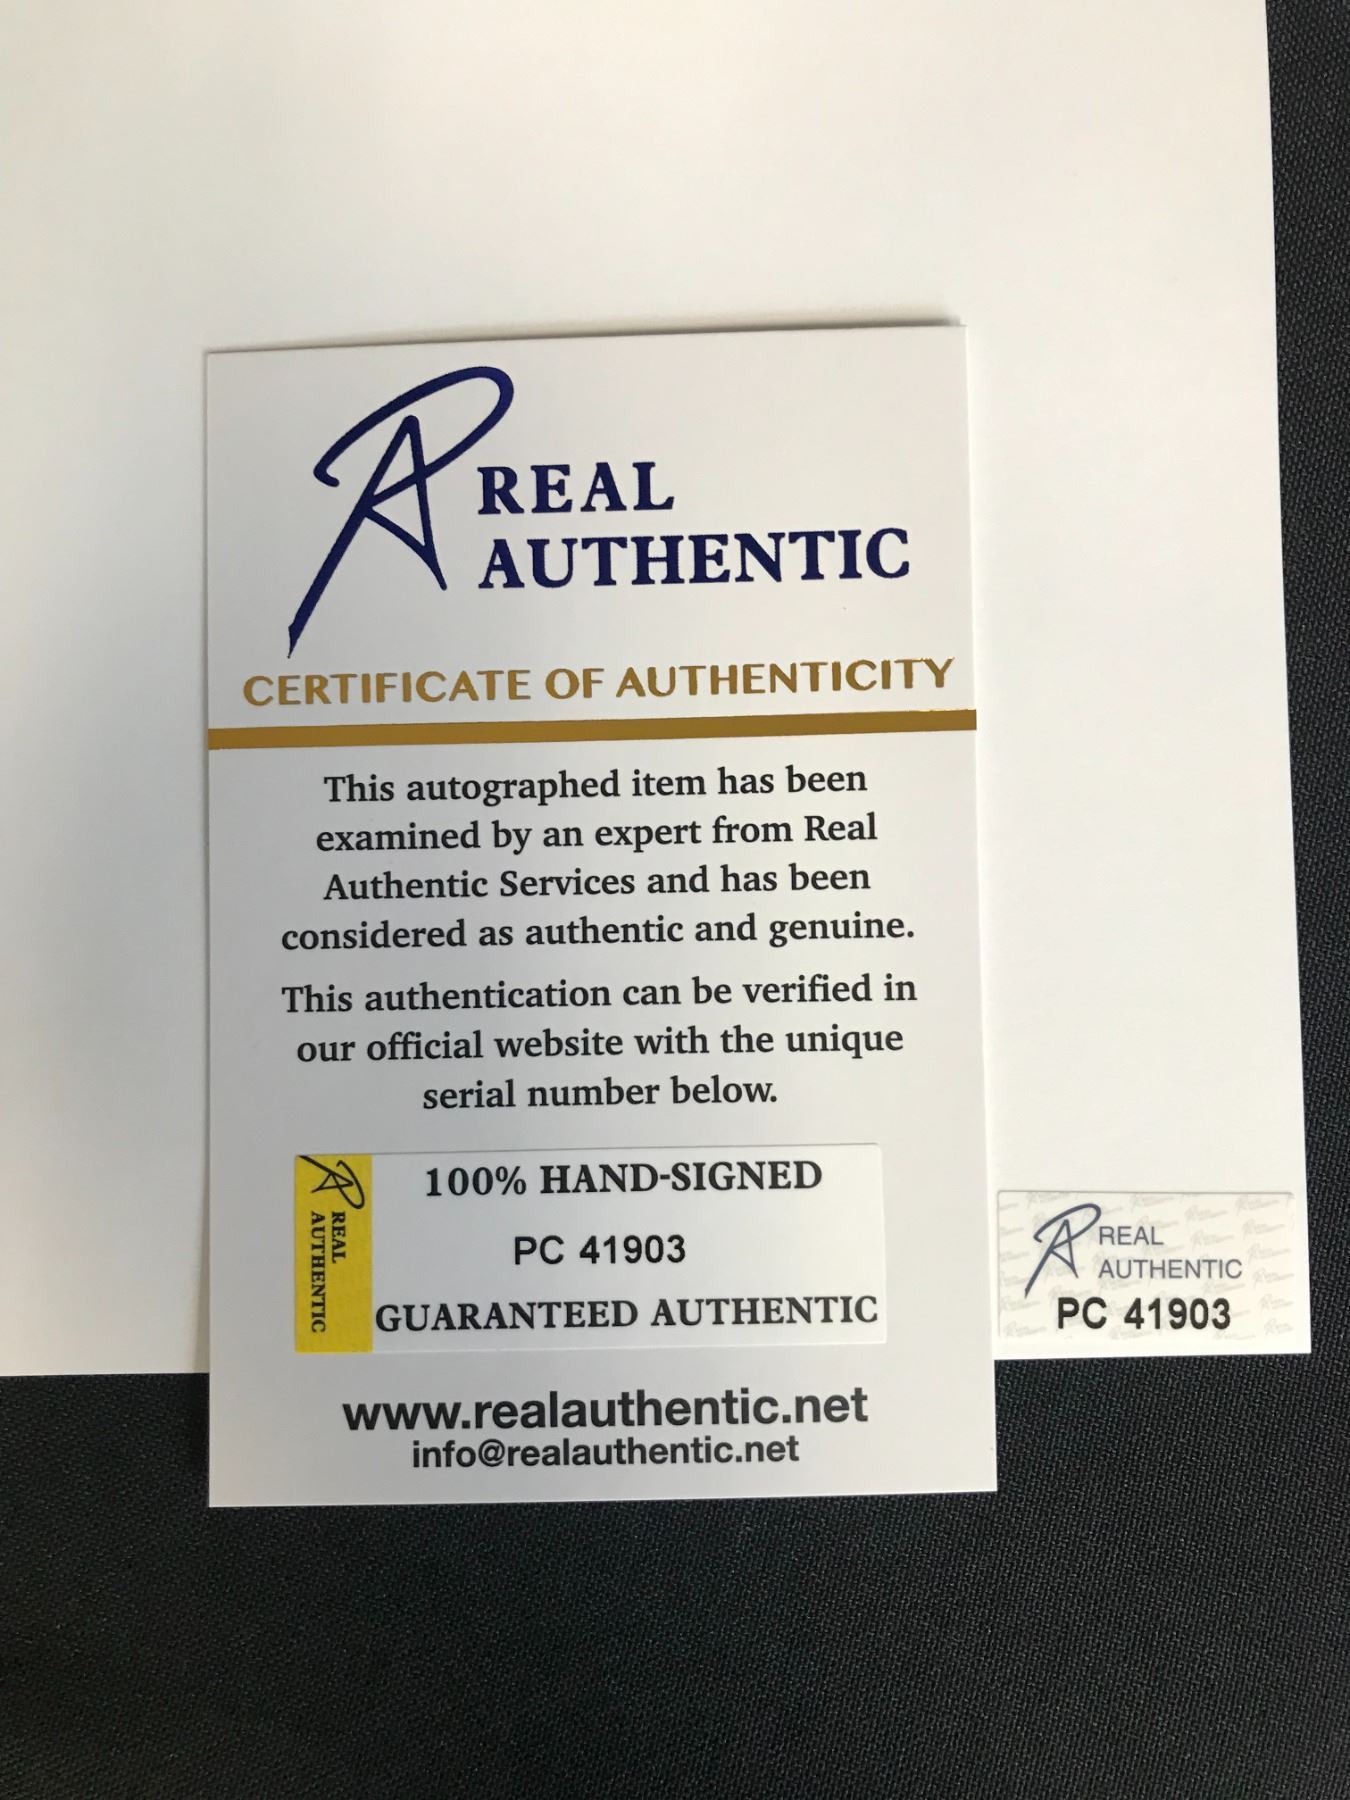 REAL
AUTHENTIC
CERTIFICATE OF AUTHENTICITY
This autographed item has been
examined by an expert from Real
Authentic Services and has been
considered as authentic and genuine.
This authentication can be verified in
our official website with the unique
serial number below.
REAL
AUTHENTIC
100% HAND-SIGNED
PC 41903
GUARANTEED AUTHENTIC
www.realauthentic.net
info@realauthentic.net
REAL
AUTHENTIC
PC 41903